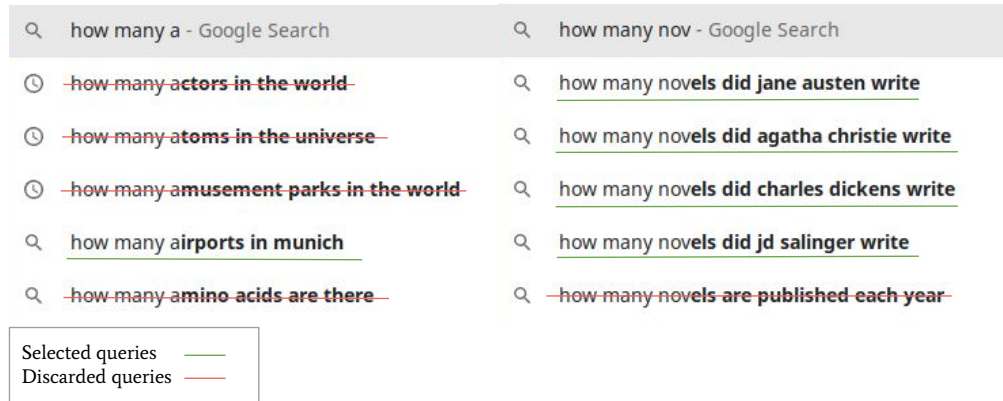 how many a - Google Search
how many actors in the world
how many atoms in the universe
how many amusement parks in the world
how many airports in munich
how many amino acids are there
how many nov - Google Search
how many novels did jane austen write
how many novels did agatha christie write
how many novels did charles dickens write
how many novels did jd salinger write
how many novels are published each year
Selected queries
Discarded queries